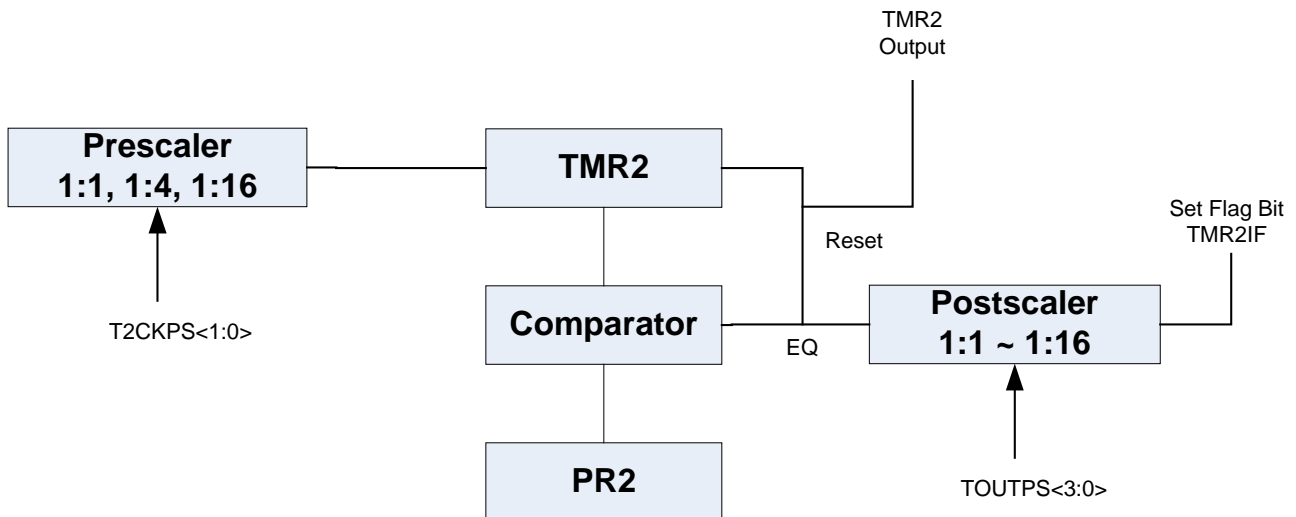 TMR2
Output
Prescaler
1:1, 1:4, 1:16
TMR2
Set Flag Bit
TMR2IF
Reset
T2CKPS<1:0>
Comparator
EQ
Postscaler
1:1 ~ 1:16
PR2
TOUTPS<3:0>